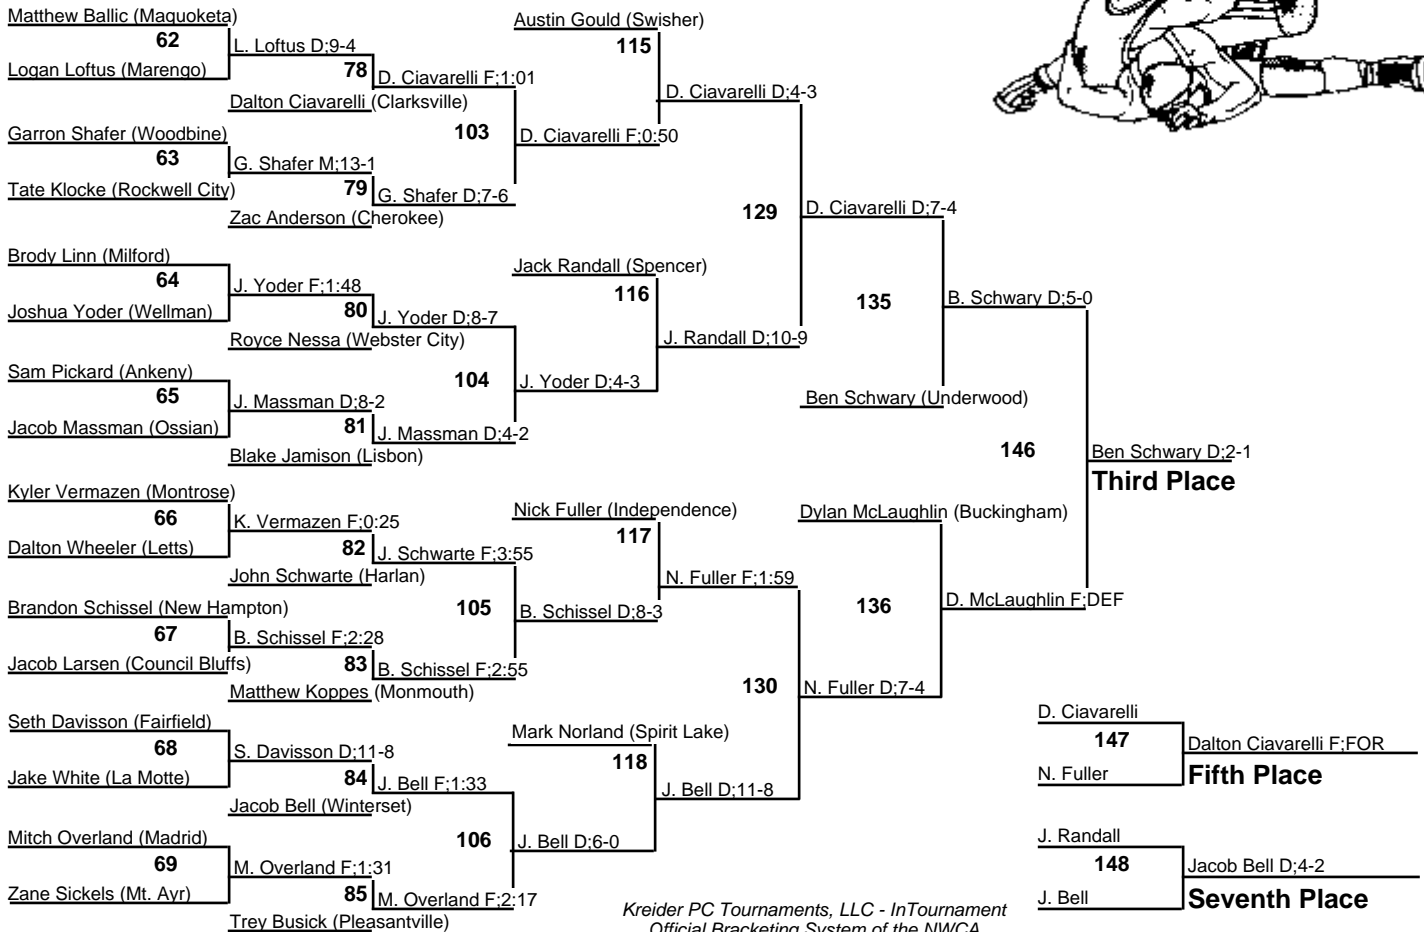 Matthew Ballic (Maquoketa)
62
Logan Loftus (Marengo)
L. Loftus D;9-4
78
Dalton Ciavarelli (Clarksville)
D. Ciavarelli F;1:01
Garron Shafer (Woodbine)
63
Tate Klocke (Rockwell City)
G. Shafer M;13-1
79
Zac Anderson (Cherokee)
G. Shafer D;7-6
103
D. Ciavarelli F;0:50
Austin Gould (Swisher)
115
D. Ciavarelli D;4-3
Brody Linn (Milford)
64
Joshua Yoder (Wellman)
J. Yoder F;1:48
80
Royce Nessa (Webster City)
J. Yoder D;8-7
Sam Pickard (Ankeny)
65
Jacob Massman (Ossian)
J. Massman D;8-2
81
Blake Jamison (Lisbon)
J. Massman D;4-2
104
J. Yoder D;4-3
Jack Randall (Spencer)
116
J. Randall D;10-9
129
D. Ciavarelli D;7-4
135
Ben Schwary (Underwood)
B. Schwary D;5-0
Kyler Vermazen (Montrose)
66
Dalton Wheeler (Letts)
K. Vermazen F;0:25
82
John Schwarte (Harlan)
J. Schwarte F;3:55
Brandon Schissel (New Hampton)
67
Jacob Larsen (Council Bluffs)
B. Schissel F;2:28
83
Matthew Koppes (Monmouth)
B. Schissel F;2:55
105
B. Schissel D;8-3
Nick Fuller (Independence)
117
N. Fuller F;1:59
Seth Davisson (Fairfield)
68
Jake White (La Motte)
S. Davisson D;11-8
84
Jacob Bell (Winterset)
J. Bell F;1:33
Mitch Overland (Madrid)
69
Zane Sickels (Mt. Ayr)
M. Overland F;1:31
85
Trey Busick (Pleasantville)
M. Overland F;2:17
106
J. Bell D;6-0
Mark Norland (Spirit Lake)
118
J. Bell D;11-8
130
N. Fuller D;7-4
Dylan McLaughlin (Buckingham)
136
D. McLaughlin F;DEF
146
Ben Schwary D;2-1
Third Place
D. Ciavarelli
147
N. Fuller
Dalton Ciavarelli F;FOR
Fifth Place
J. Randall
148
J. Bell
Jacob Bell D;4-2
Seventh Place
Kreider PC Tournaments, LLC - InTournament
Official Bracketing System of the NWCA